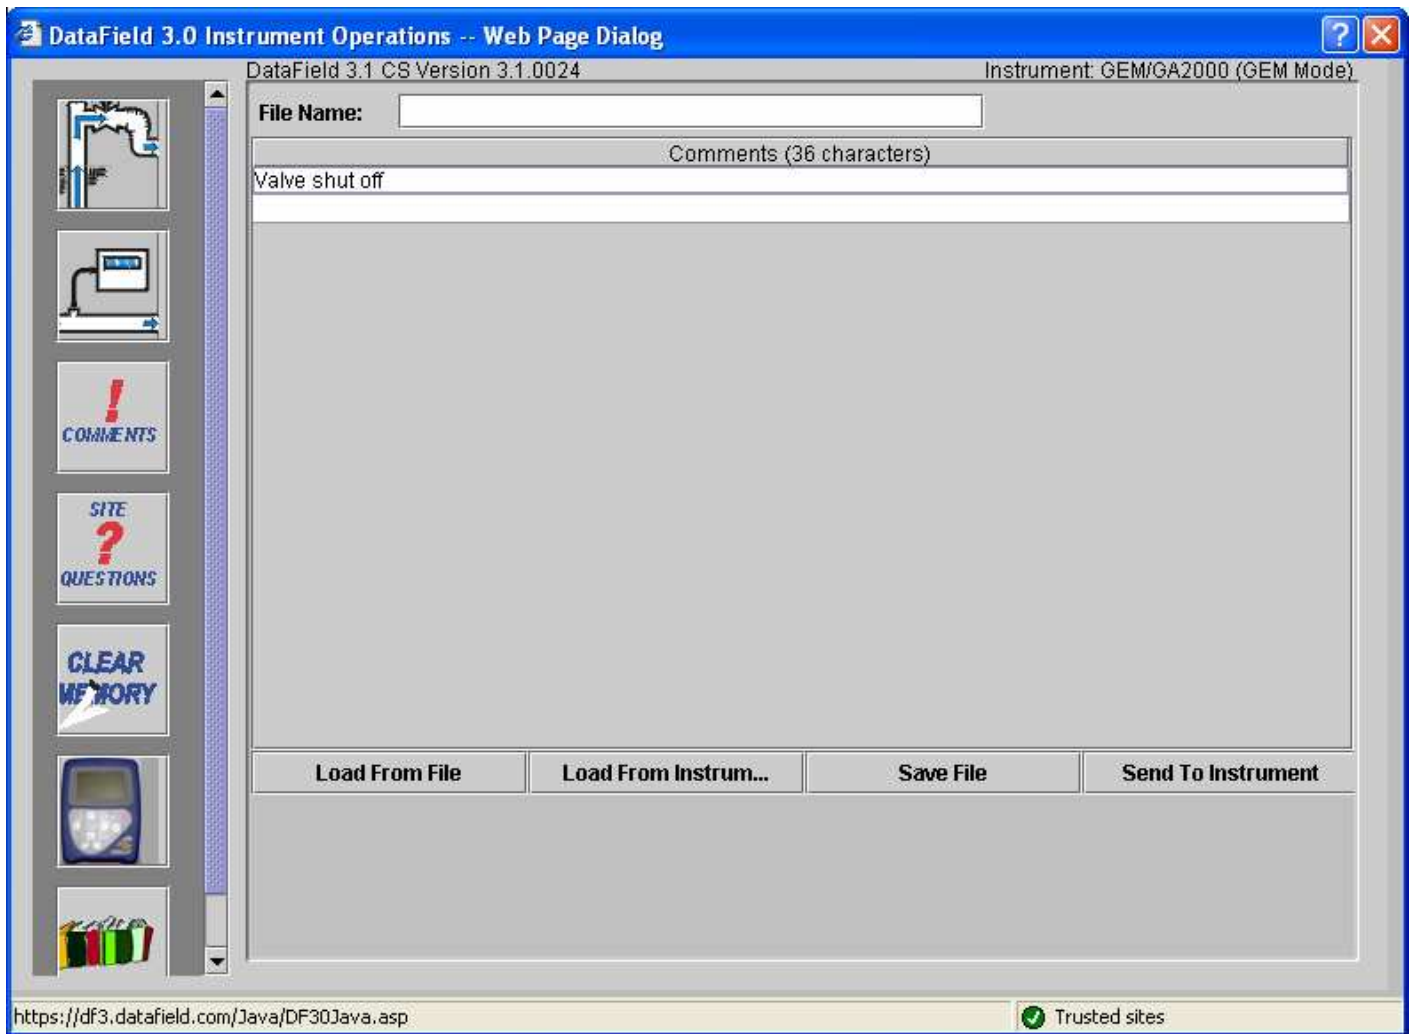 DataField 3.0 Instrument Operations -- Web Page Dialog
DataField 3.1 CS Version 3.1.0024
Instrument: GEM/GA2000 (GEM Mode)
File Name:
Comments (36 characters)
Valve shut off
! COMMENTS
SITE
?
QUESTIONS
CLEAR
MEMORY
Load From File
Load From Instrum...
Save File
Send To Instrument
https://df3.datafield.com/Java/DF30Java.asp
Trusted sites